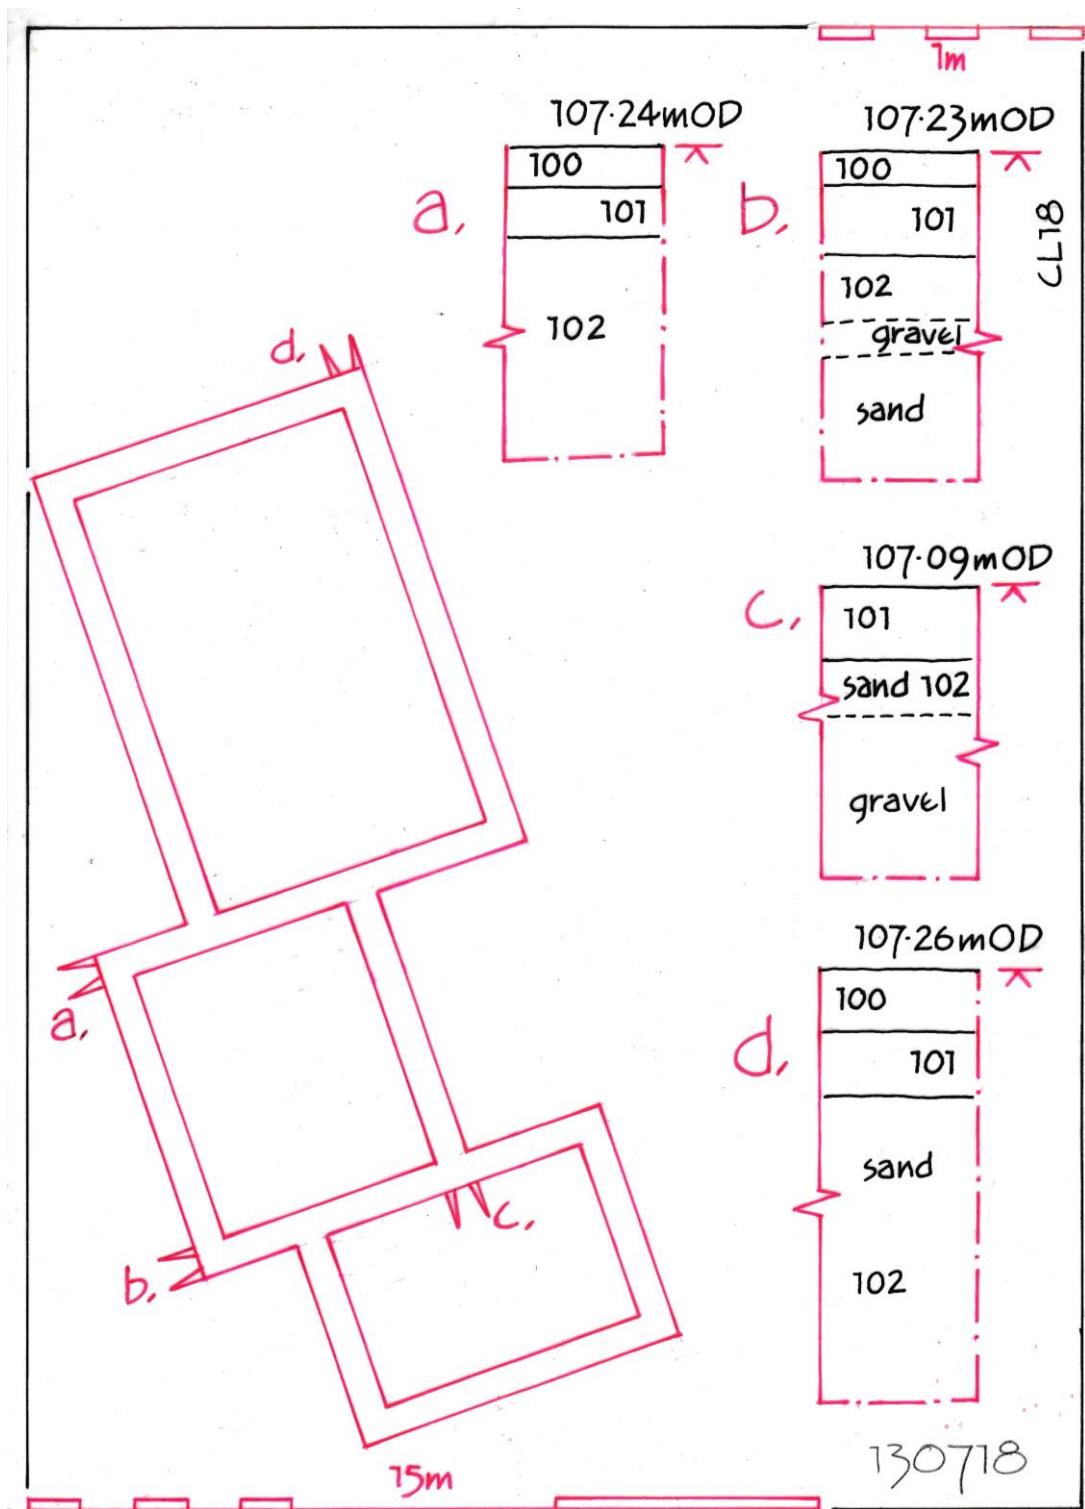 1m
107.24mOD
100
101
102
a.
107.23mOD
100
101
102
gravel
sand
b.
CL18
107.09mOD
101
sand 102
gravel
c.
107.26mOD
100
101
sand
102
d.
d.
a.
b.
c.
15m
130718